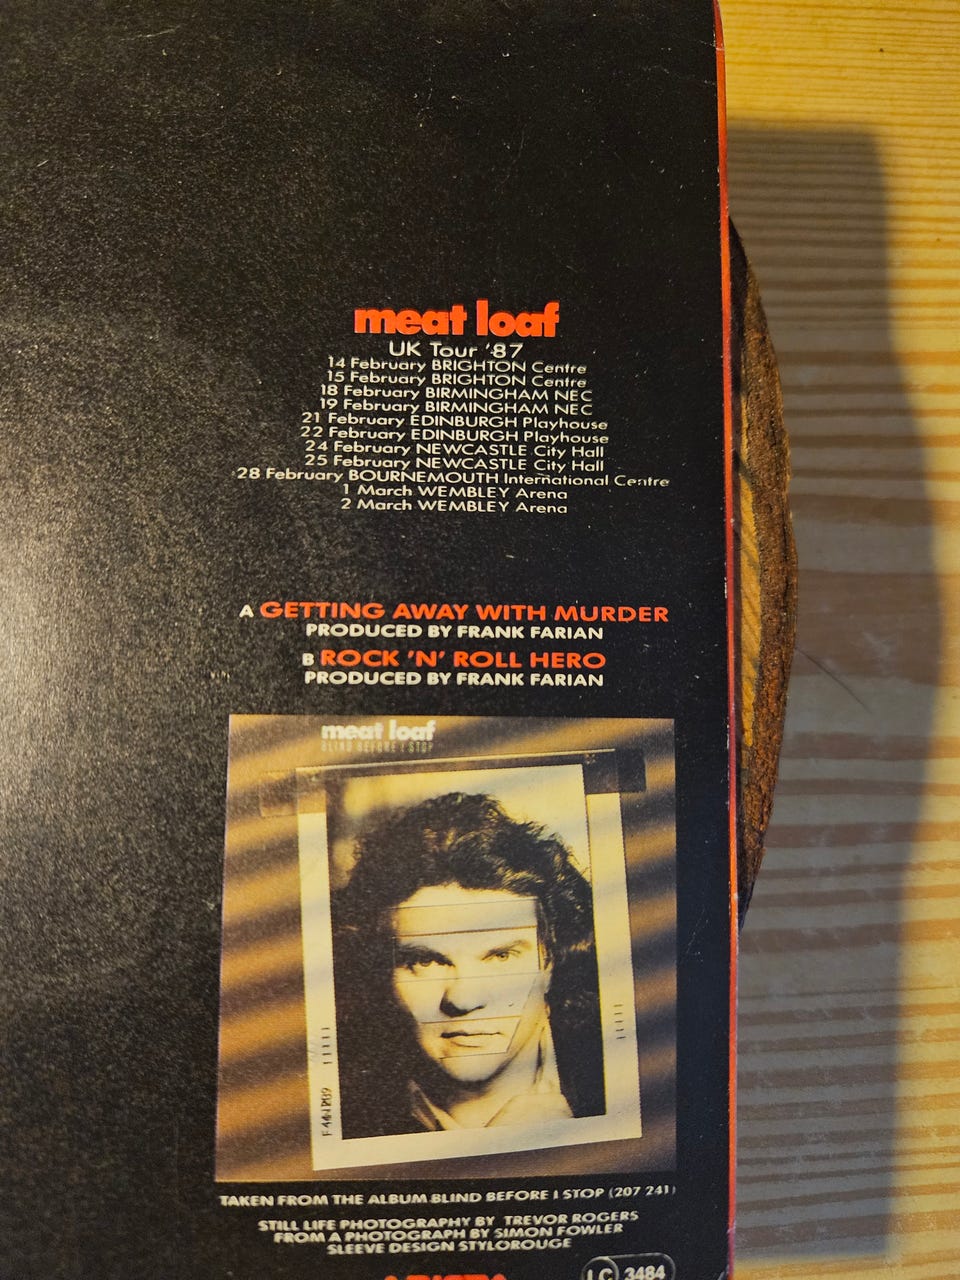 meat loaf
UK Tour '87
14 February BRIGHTON Centre
15 February BRIGHTON Centre
18 February BIRMINGHAM NEC
19 February BIRMINGHAM NEC
21 February EDINBURGH Playhouse
22 February EDINBURGH Playhouse
24 February NEWCASTLE City Hall
25 February NEWCASTLE City Hall
28 February BOURNEMOUTH International Centre
1 March WEMBLEY Arena
2 March WEMBLEY Arena
A GETTING AWAY WITH MURDER
PRODUCED BY FRANK FARIAN
B ROCK 'N' ROLL HERO
PRODUCED BY FRANK FARIAN
meat loaf
BLIND BEFORE I STOP
TAKEN FROM THE ALBUM BLIND BEFORE I STOP (207 241)
STILL LIFE PHOTOGRAPHY BY TREVOR ROGERS
FROM A PHOTOGRAPH BY SIMON FOWLER
SLEEVE DESIGN STYLOROUGE
ARISTA
LC 3484